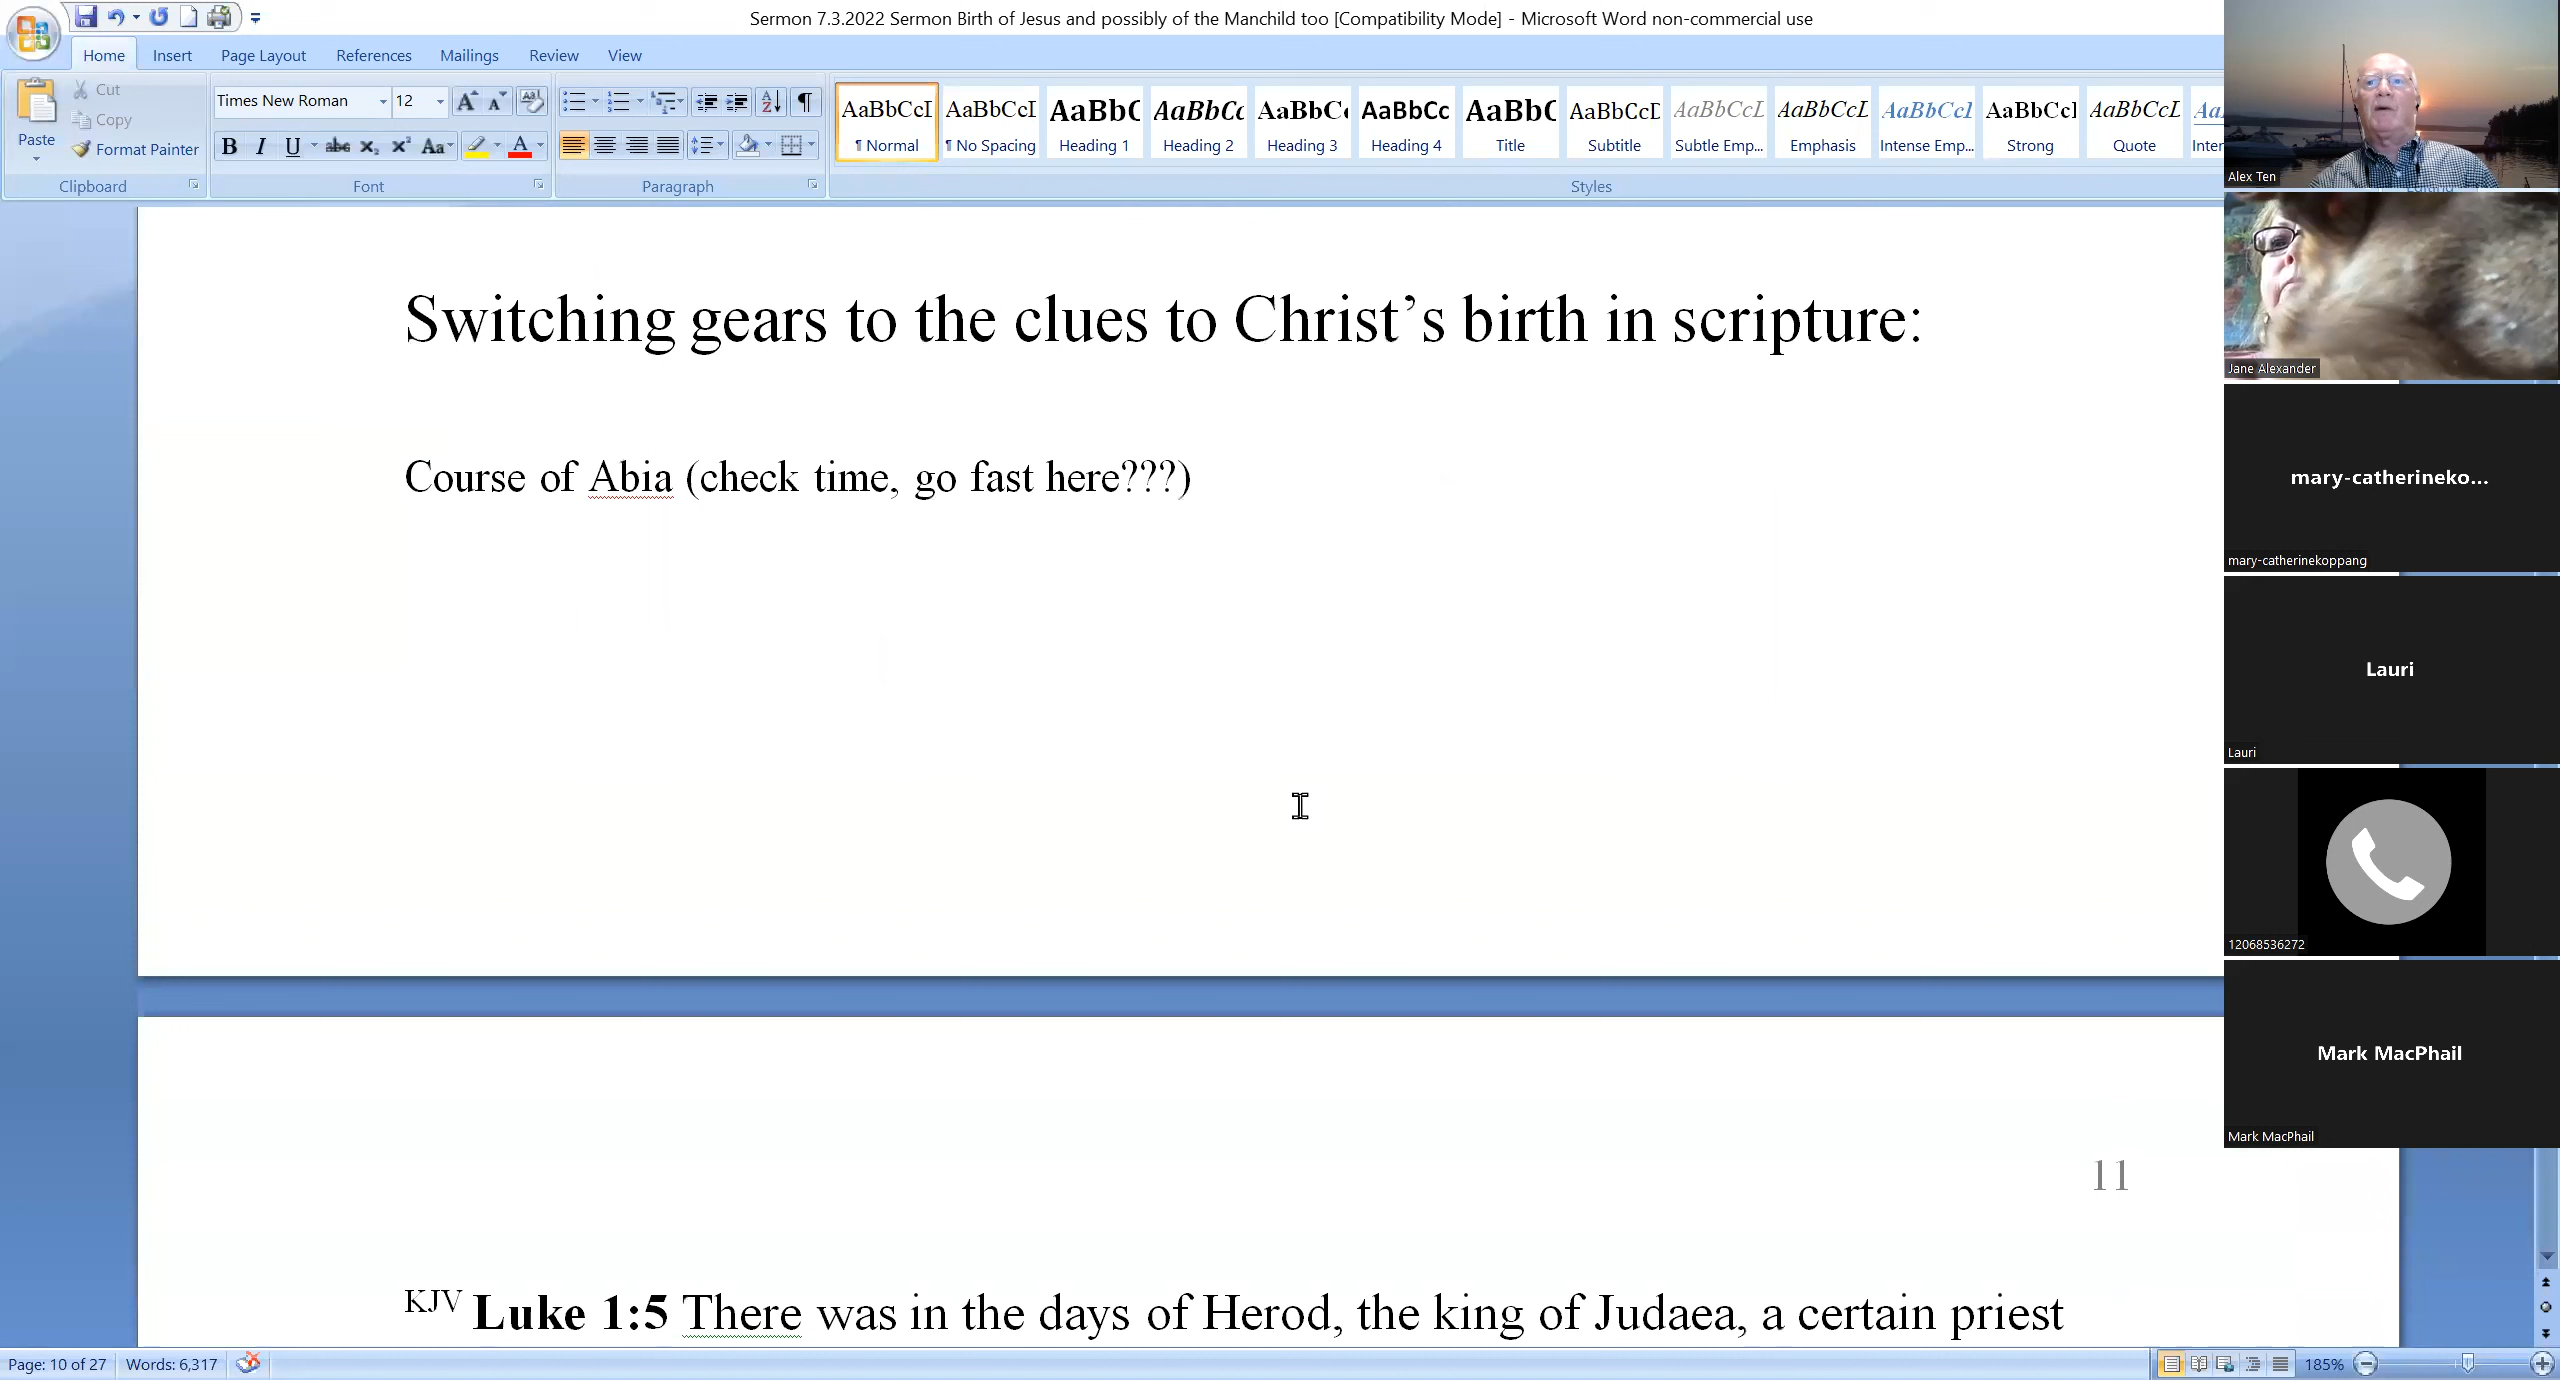 Sermon 7.3.2022 Sermon Birth of Jesus and possibly of the Manchild too [Compatibility Mode] - Microsoft Word non-commercial use
Home Insert Page Layout References Mailings Review View
Paste
Cut
Copy
Format Painter
Clipboard
Times New Roman 12
Font
Paragraph
AaBbCcI AaBbCcI AaBbC AaBbCc AaBbCc AaBbCc AaBbC AaBbCcD AaBbCcL AaBbCcL AaBbCcI AaBbCcI AaBbCcL
¶ Normal ¶ No Spacing Heading 1 Heading 2 Heading 3 Heading 4 Title Subtitle Subtle Emp... Emphasis Intense Emp... Strong Quote Inter
Styles
Switching gears to the clues to Christ’s birth in scripture:
Course of Abia (check time, go fast here???)
11
KJV Luke 1:5 There was in the days of Herod, the king of Judaea, a certain priest
Page: 10 of 27 Words: 6,317
185%
Alex Ten
Jane Alexander
mary-catherineko...
mary-catherinekoppang
Lauri
Lauri
12068536272
Mark MacPhail
Mark MacPhail